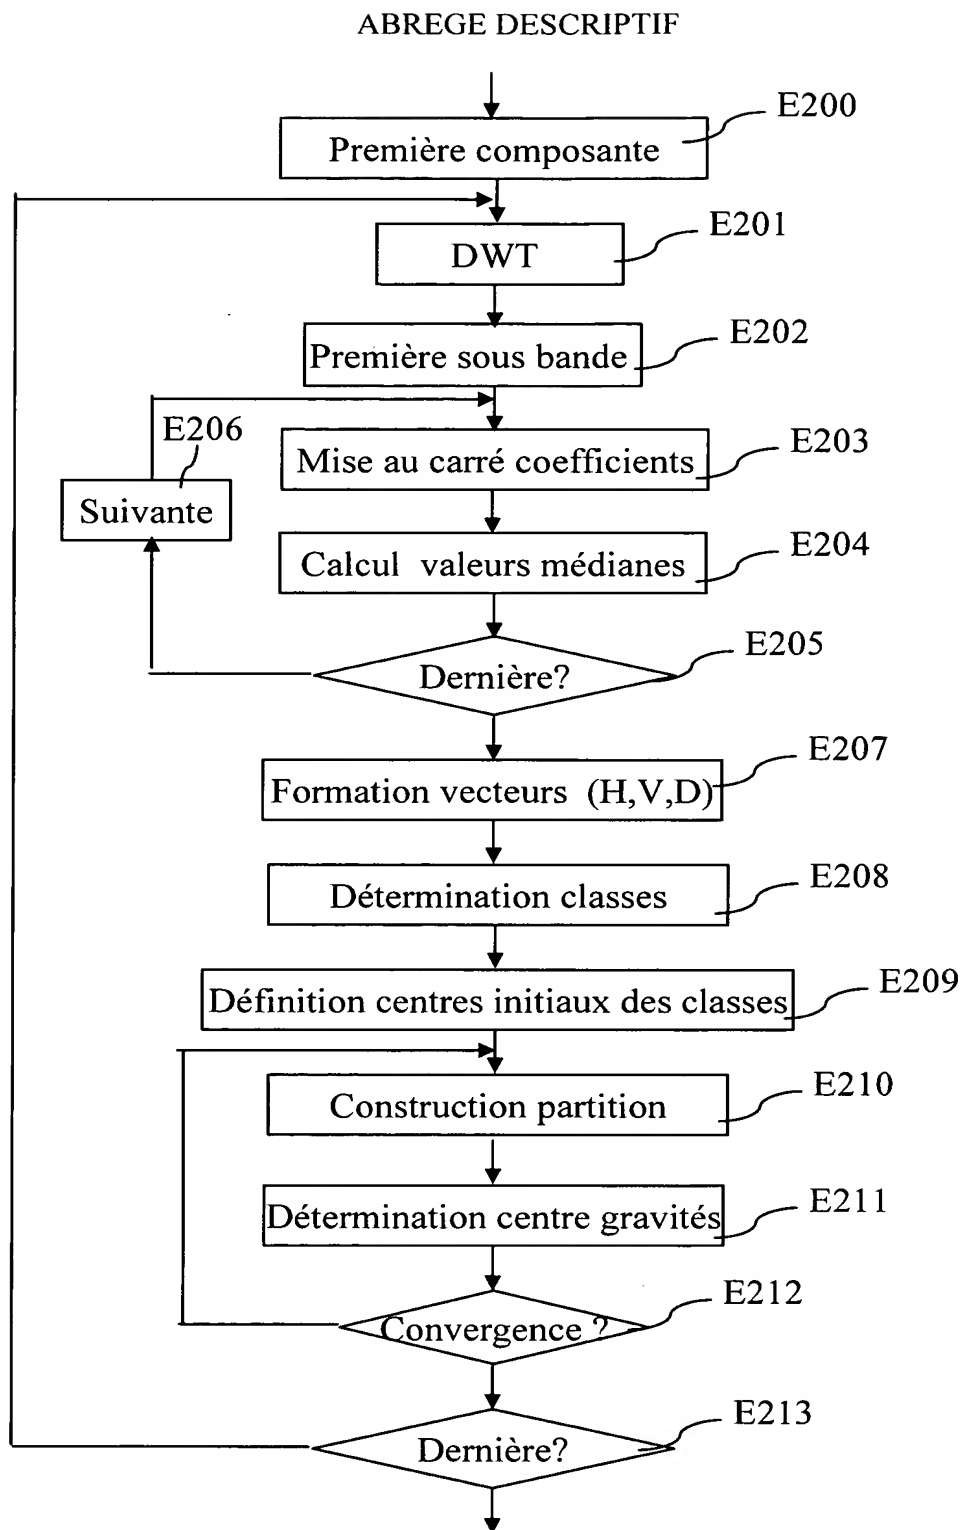 ABREGE DESCRIPTIF
E200
Première composante
E201
DWT
E202
Première sous bande
E206
E203
Mise au carré coefficients
Suivante
E204
Calcul valeurs médianes
E205
Dernière?
E207
Formation vecteurs (H,V,D)
E208
Détermination classes
E209
Définition centres initiaux des classes
E210
Construction partition
E211
Détermination centre gravités
E212
Convergence ?
E213
Dernière?